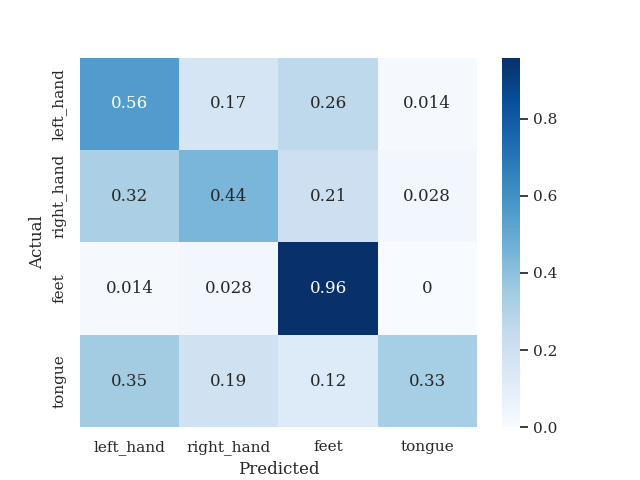 left_hand 0.56 0.17 0.26 0.014
right_hand 0.32 0.44 0.21 0.028
feet 0.014 0.028 0.96 0
tongue 0.35 0.19 0.12 0.33
left_hand right_hand feet tongue
Predicted
Actual
0.8
0.6
0.4
0.2
0.0